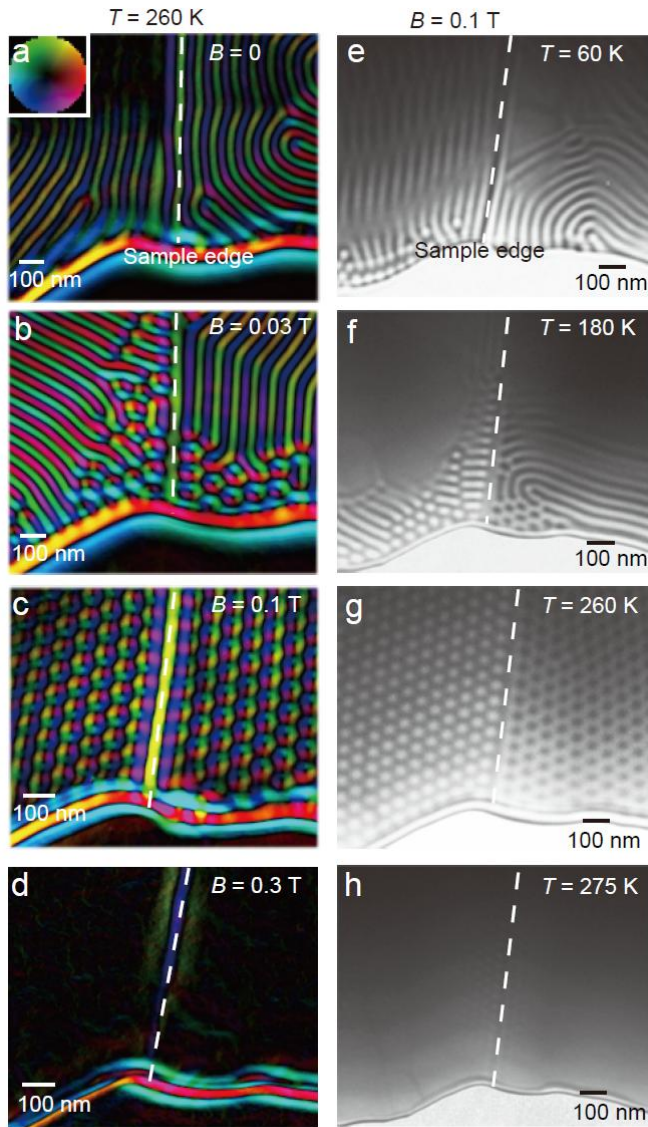 T = 260 K
B = 0.1 T
a
B = 0
Sample edge
100 nm
e
T = 60 K
Sample edge
100 nm
b
B = 0.03 T
100 nm
f
T = 180 K
100 nm
c
B = 0.1 T
100 nm
g
T = 260 K
100 nm
d
B = 0.3 T
100 nm
h
T = 275 K
100 nm